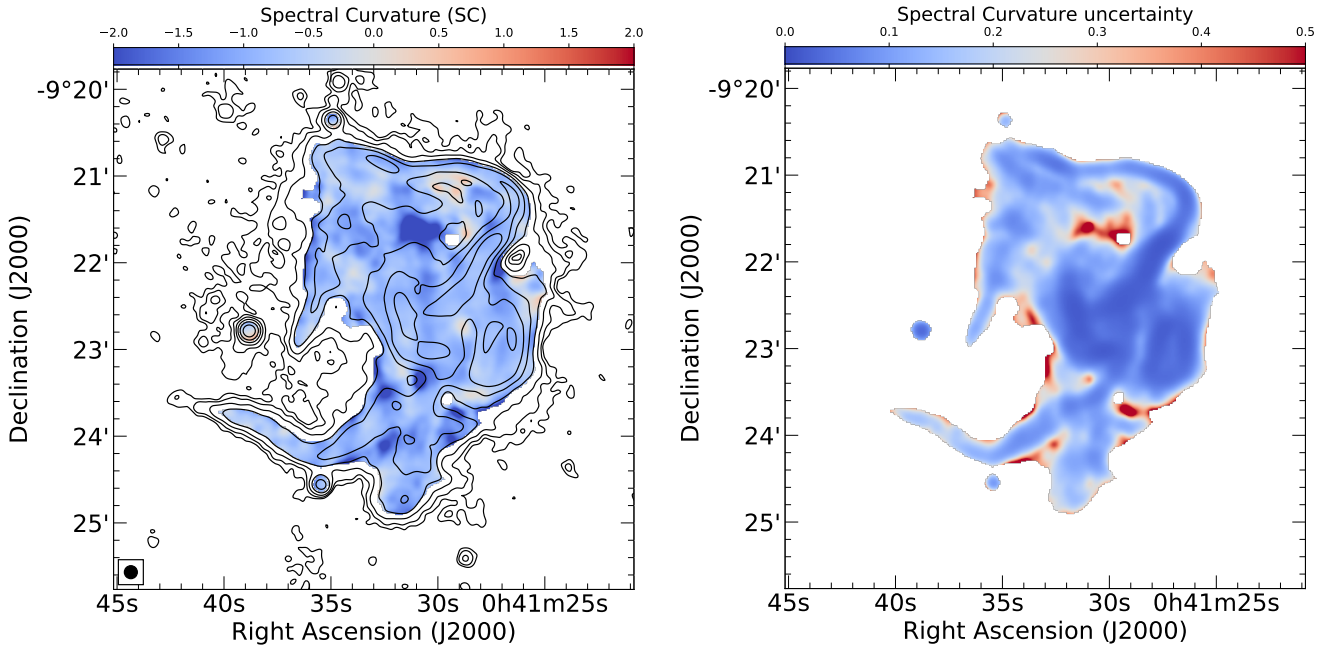 Spectral Curvature (SC)
−2.0 −1.5 −1.0 −0.5 0.0 0.5 1.0 1.5 2.0
-9°20'
21'
22'
23'
24'
25'
Declination (J2000)
45s 40s 35s 30s 0h41m25s
Right Ascension (J2000)
Spectral Curvature uncertainty
0.0 0.1 0.2 0.3 0.4 0.5
-9°20'
21'
22'
23'
24'
25'
Declination (J2000)
45s 40s 35s 30s 0h41m25s
Right Ascension (J2000)